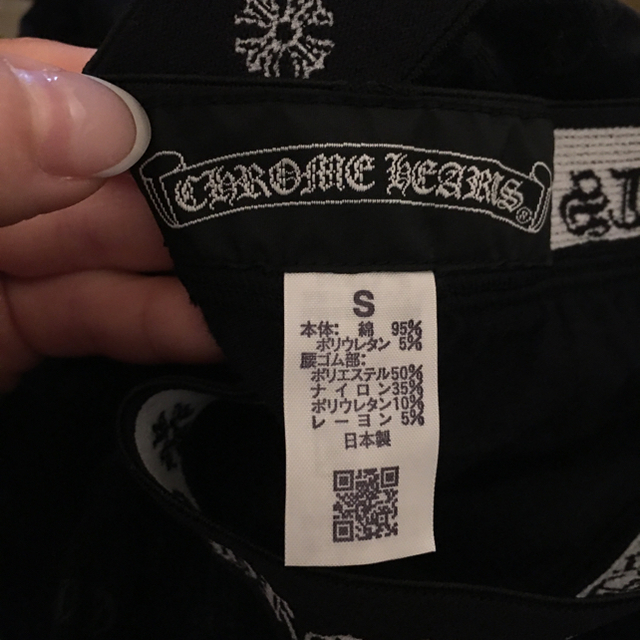 CHROME HEARTS ®
S
本体: 綿 95%
ポリウレタン 5%
腰ゴム部:
ポリエステル50%
ナイロン35%
ポリウレタン10%
レーヨン 5%
日本製